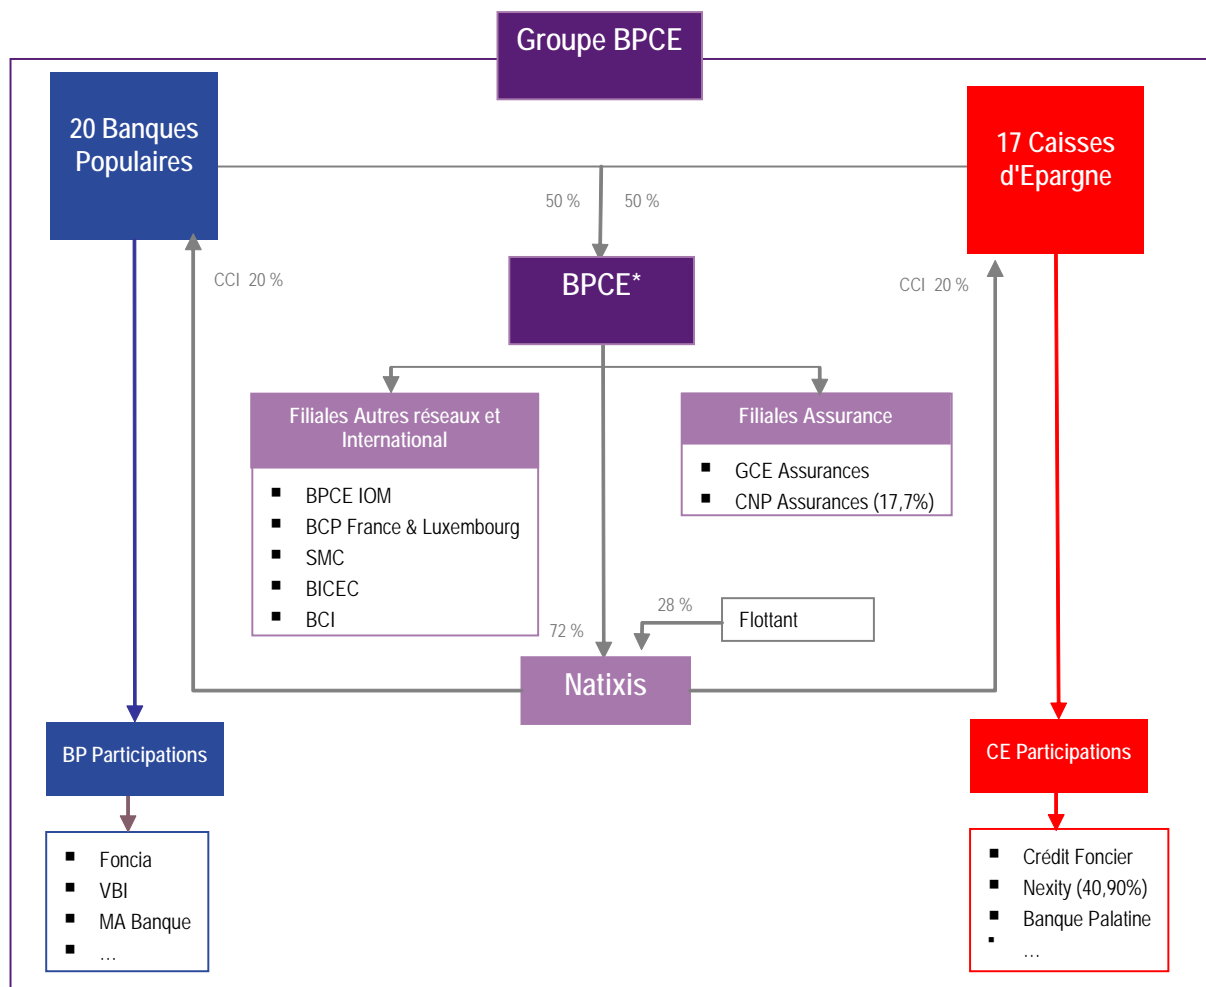 Groupe BPCE
20 Banques
Populaires
17 Caisses
d'Epargne
50 %
50 %
CCI 20 %
BPCE*
CCI 20 %
Filiales Autres réseaux et
International
BPCE IOM
BCP France & Luxembourg
SMC
BICEC
BCI
Filiales Assurance
GCE Assurances
CNP Assurances (17,7%)
28 %
Flottant
72 %
Natixis
BP Participations
CE Participations
Foncia
VBI
MA Banque
…
Crédit Foncier
Nexity (40,90%)
Banque Palatine
…